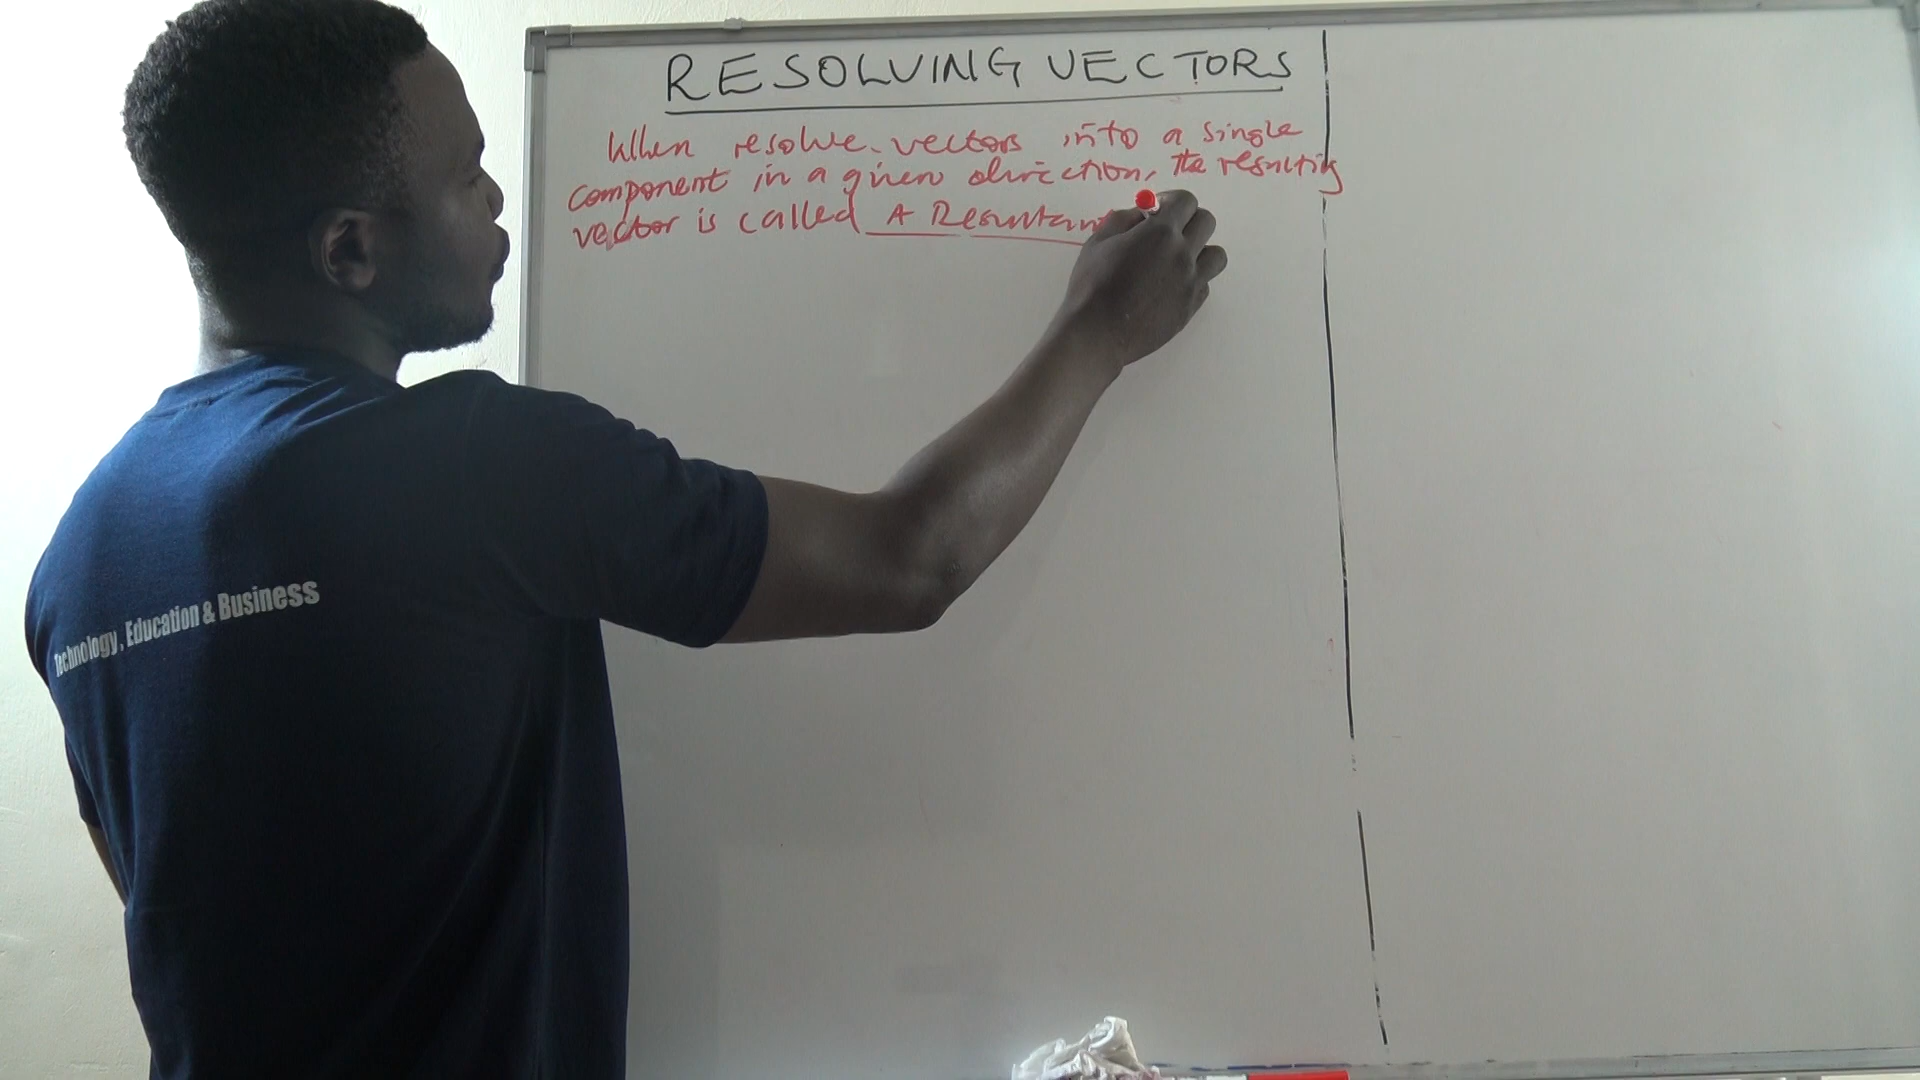 RESOLVING VECTORS
When resolve vectors into a single
component in a given direction, the resulting
vector is called A Resultant
Technology, Education & Business